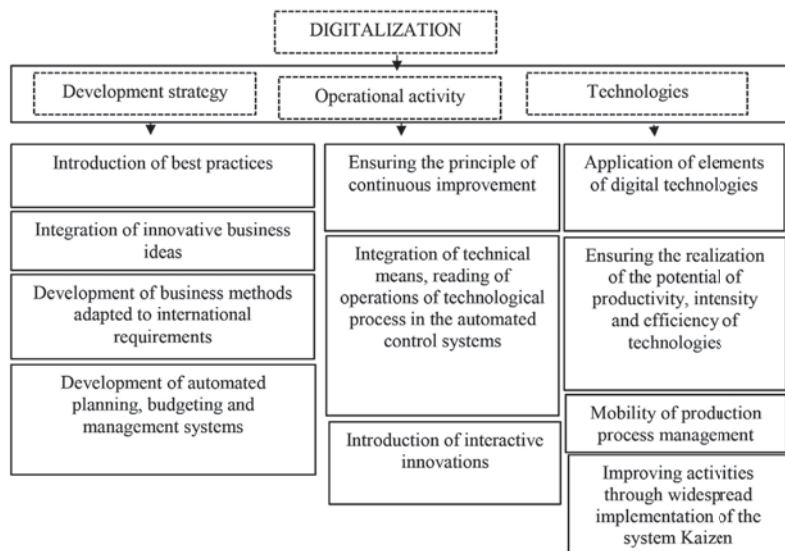 DIGITALIZATION
Development strategy
Operational activity
Technologies
Introduction of best practices
Integration of innovative business
ideas
Development of business methods
adapted to international
requirements
Development of automated
planning, budgeting and
management systems
Ensuring the principle of
continuous improvement
Integration of technical
means, reading of
operations of technological
process in the automated
control systems
Introduction of interactive
innovations
Application of elements
of digital technologies
Ensuring the realization
of the potential of
productivity, intensity
and efficiency of
technologies
Mobility of production
process management
Improving activities
through widespread
implementation of the
system Kaizen